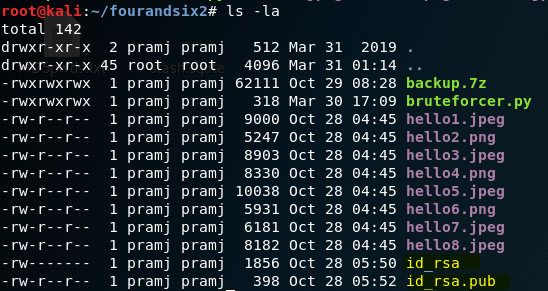 root@kali:~/fourandsix2# ls -la
total 142
drwxr-xr-x  2 pramj pramj   512 Mar 31  2019 .
drwxr-xr-x 45 root  root   4096 Mar 31 01:14 ..
-rwxrwxrwx  1 pramj pramj 62111 Oct 29 08:28 backup.7z
-rwxrwxrwx  1 pramj pramj   318 Mar 30 17:09 bruteforcer.py
-rw-r--r--  1 pramj pramj  9000 Oct 28 04:45 hello1.jpeg
-rw-r--r--  1 pramj pramj  5247 Oct 28 04:45 hello2.png
-rw-r--r--  1 pramj pramj  8903 Oct 28 04:45 hello3.jpeg
-rw-r--r--  1 pramj pramj  8330 Oct 28 04:45 hello4.png
-rw-r--r--  1 pramj pramj 10038 Oct 28 04:45 hello5.jpeg
-rw-r--r--  1 pramj pramj  5931 Oct 28 04:45 hello6.png
-rw-r--r--  1 pramj pramj  6181 Oct 28 04:45 hello7.jpeg
-rw-r--r--  1 pramj pramj  8182 Oct 28 04:45 hello8.jpeg
-rw-------  1 pramj pramj  1856 Oct 28 05:50 id_rsa
-rw-r--r--  1 pramj pramj   398 Oct 28 05:52 id_rsa.pub